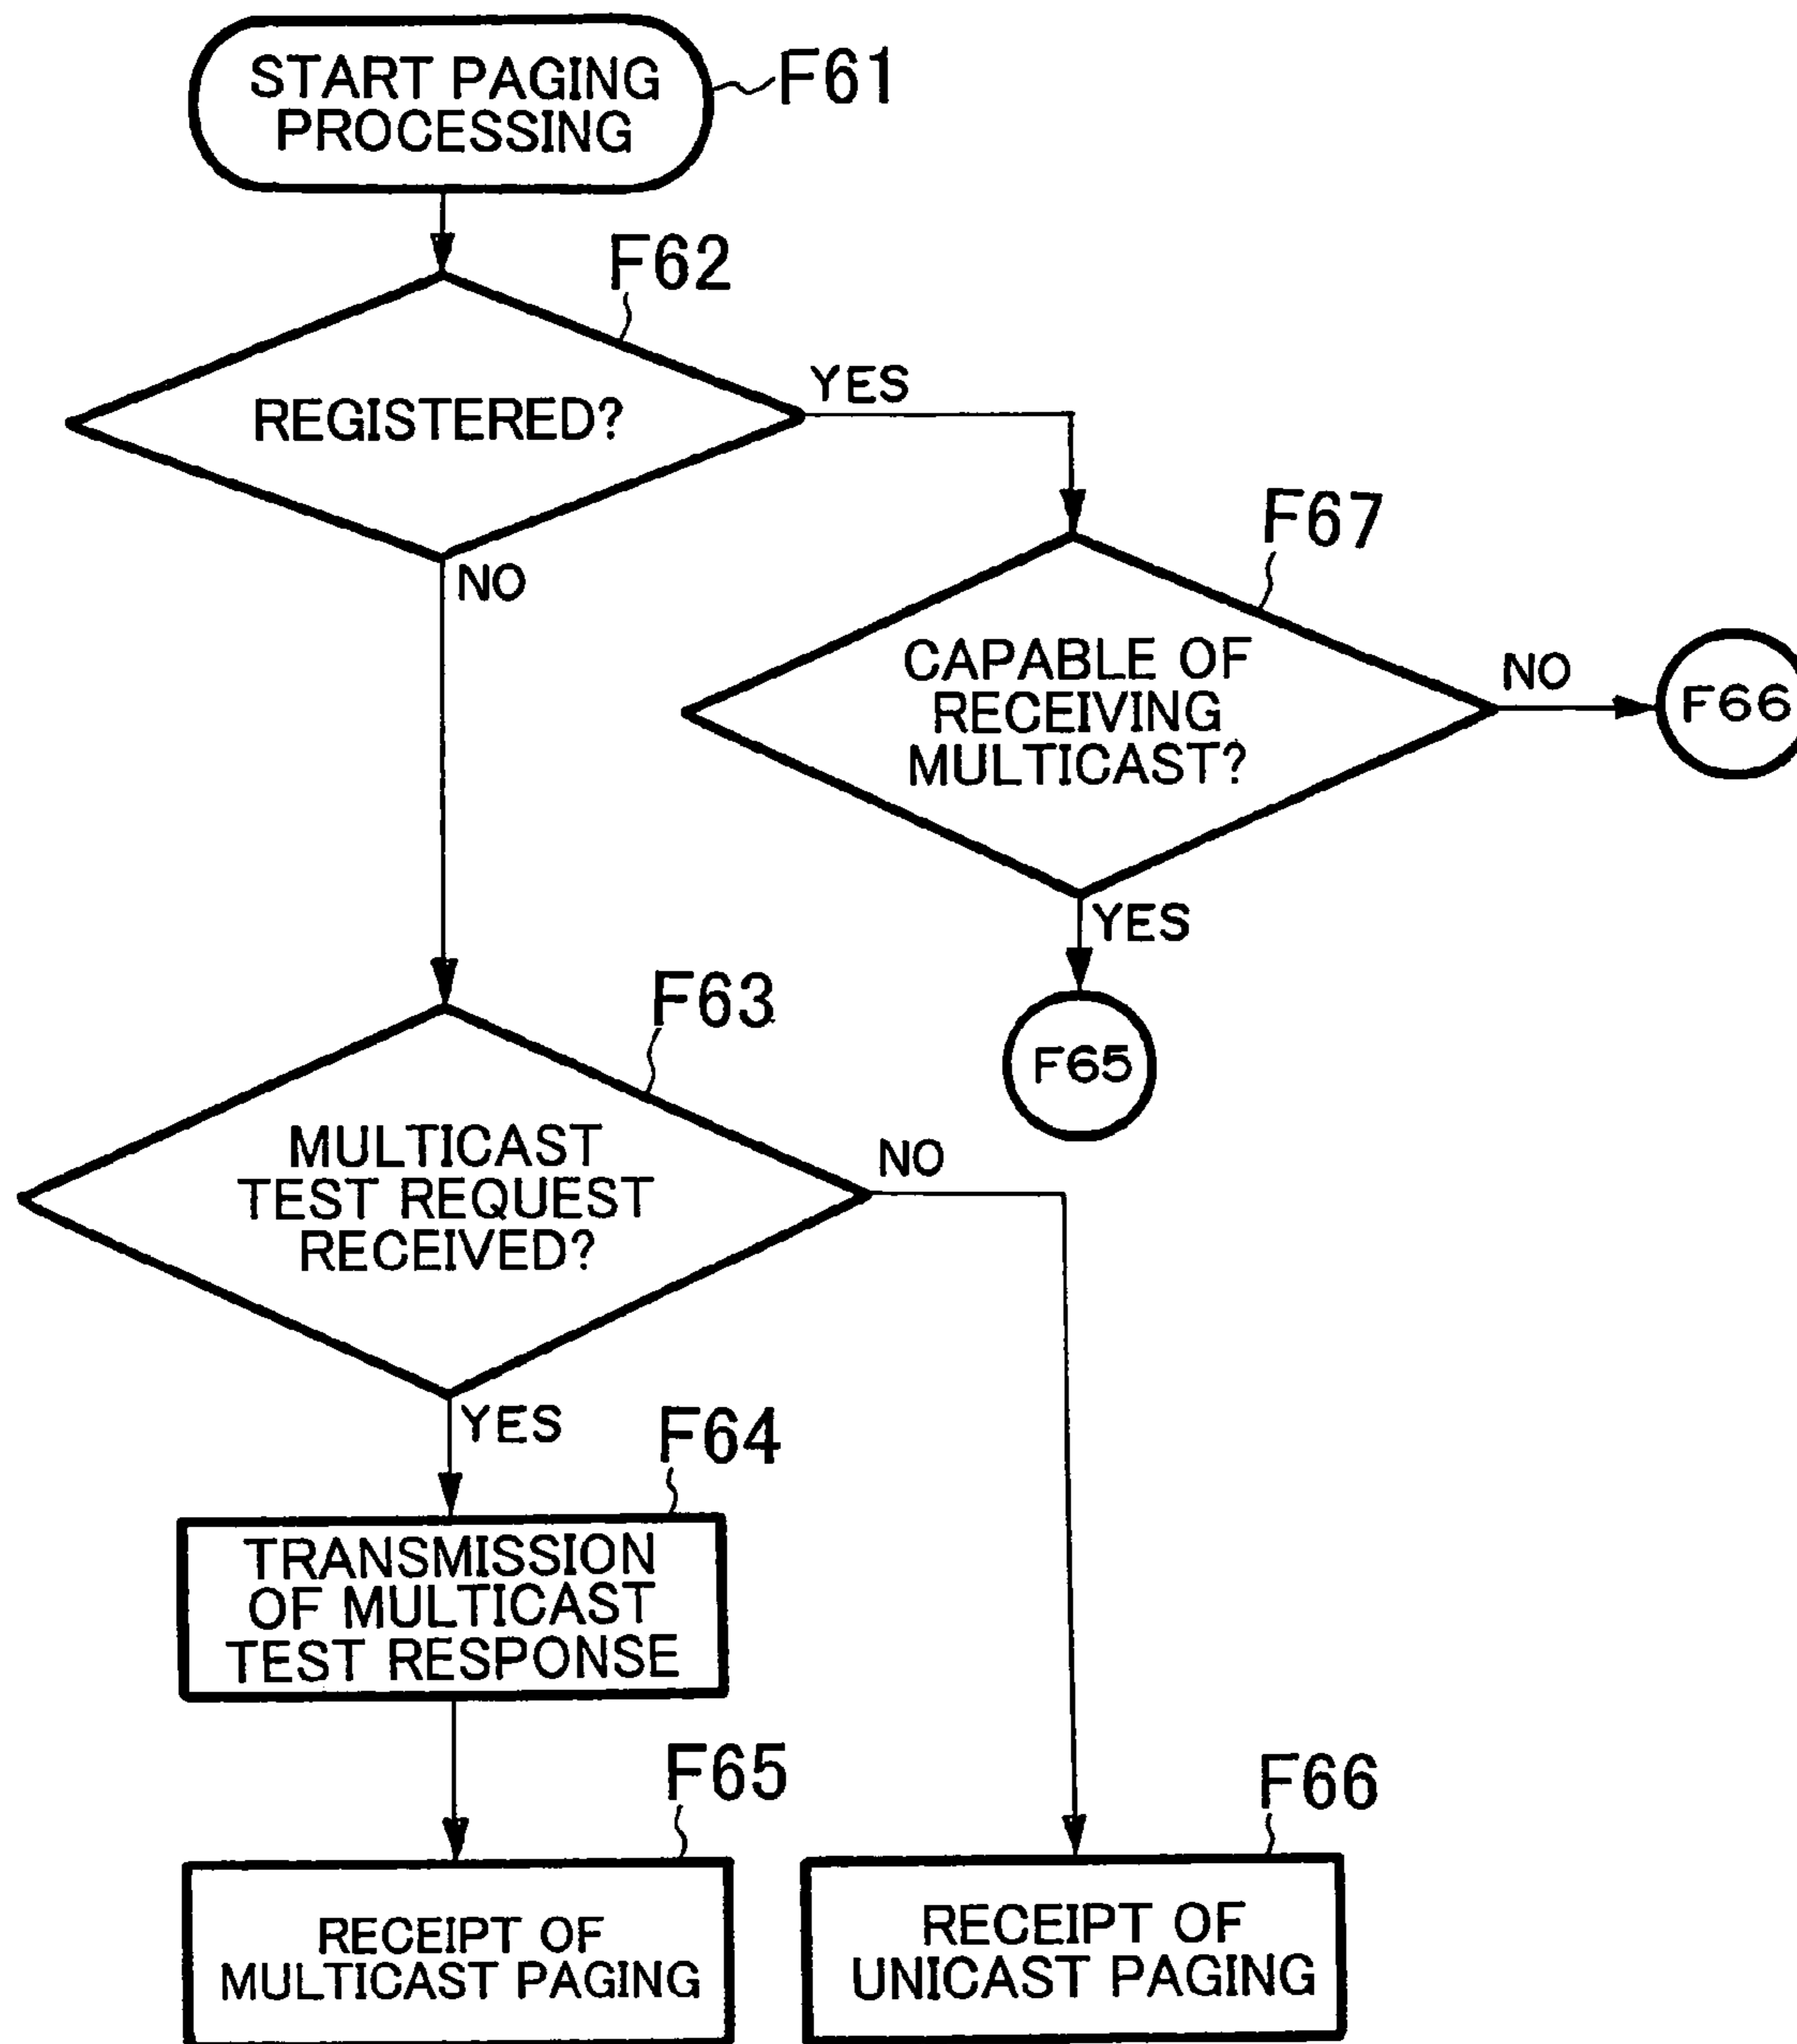 START PAGING
PROCESSING
F61
F62
REGISTERED?
YES
NO
F67
CAPABLE OF
RECEIVING
MULTICAST?
NO
F66
YES
F65
F63
MULTICAST
TEST REQUEST
RECEIVED?
NO
YES
F64
TRANSMISSION
OF MULTICAST
TEST RESPONSE
F65
RECEIPT OF
MULTICAST PAGING
F66
RECEIPT OF
UNICAST PAGING